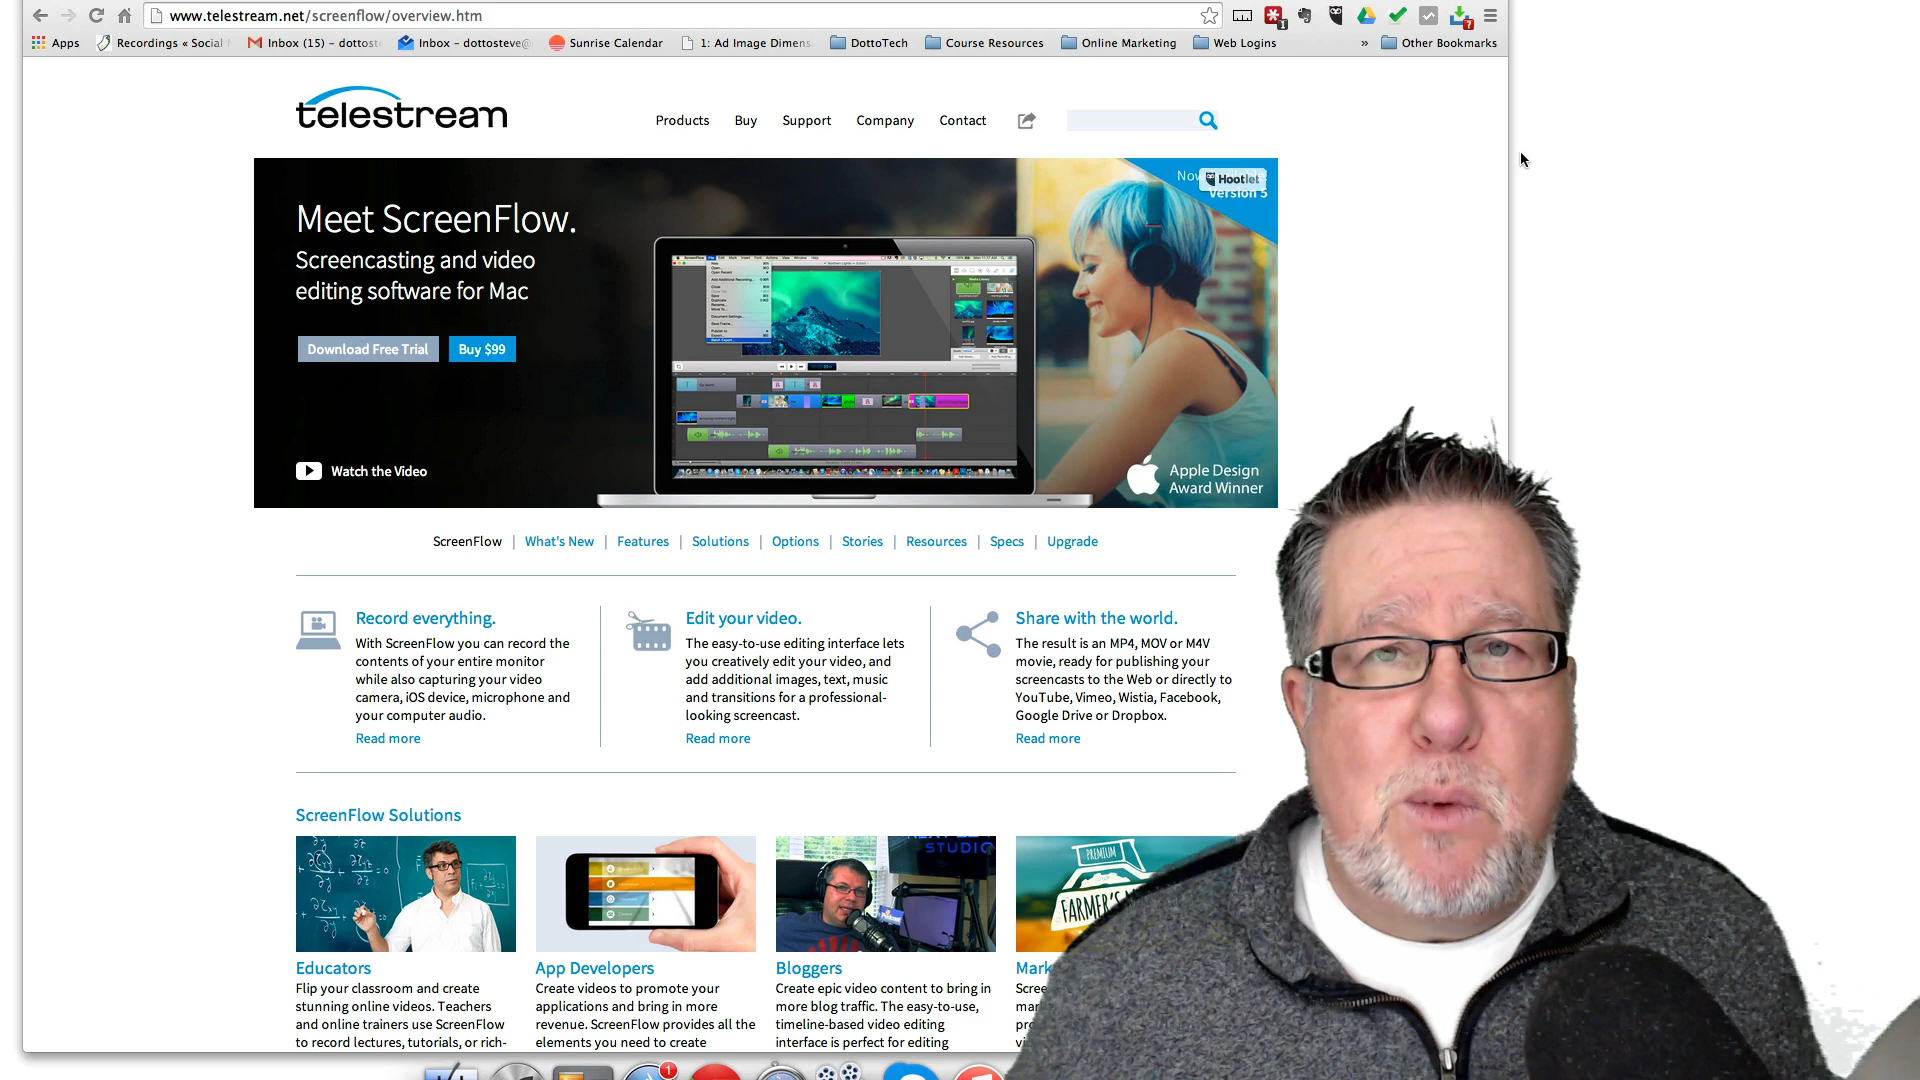 www.telestream.net/screenflow/overview.htm
Apps
Recordings « Social
Inbox (15) – dottost
Inbox – dottosteve@
Sunrise Calendar
1: Ad Image Dimens
DottoTech
Course Resources
Online Marketing
Web Logins
»
Other Bookmarks
telestream
Products
Buy
Support
Company
Contact
Now
Hootlet
Version 5
Meet ScreenFlow.
Screencasting and video
editing software for Mac
Download Free Trial
Buy $99
Watch the Video
Apple Design
Award Winner
ScreenFlow | What's New | Features | Solutions | Options | Stories | Resources | Specs | Upgrade
Record everything.
With ScreenFlow you can record the
contents of your entire monitor
while also capturing your video
camera, iOS device, microphone and
your computer audio.
Read more
Edit your video.
The easy-to-use editing interface lets
you creatively edit your video, and
add additional images, text, music
and transitions for a professional-
looking screencast.
Read more
Share with the world.
The result is an MP4, MOV or M4V
movie, ready for publishing your
screencasts to the Web or directly to
YouTube, Vimeo, Wistia, Facebook,
Google Drive or Dropbox.
Read more
ScreenFlow Solutions
STUDIO
PREMIUM
FARMER'S
Educators
Flip your classroom and create
stunning online videos. Teachers
and online trainers use ScreenFlow
to record lectures, tutorials, or rich-
App Developers
Create videos to promote your
applications and bring in more
revenue. ScreenFlow provides all the
elements you need to create
Bloggers
Create epic video content to bring in
more blog traffic. The easy-to-use,
timeline-based video editing
interface is perfect for editing
Mark
Scree
mar
pro
1